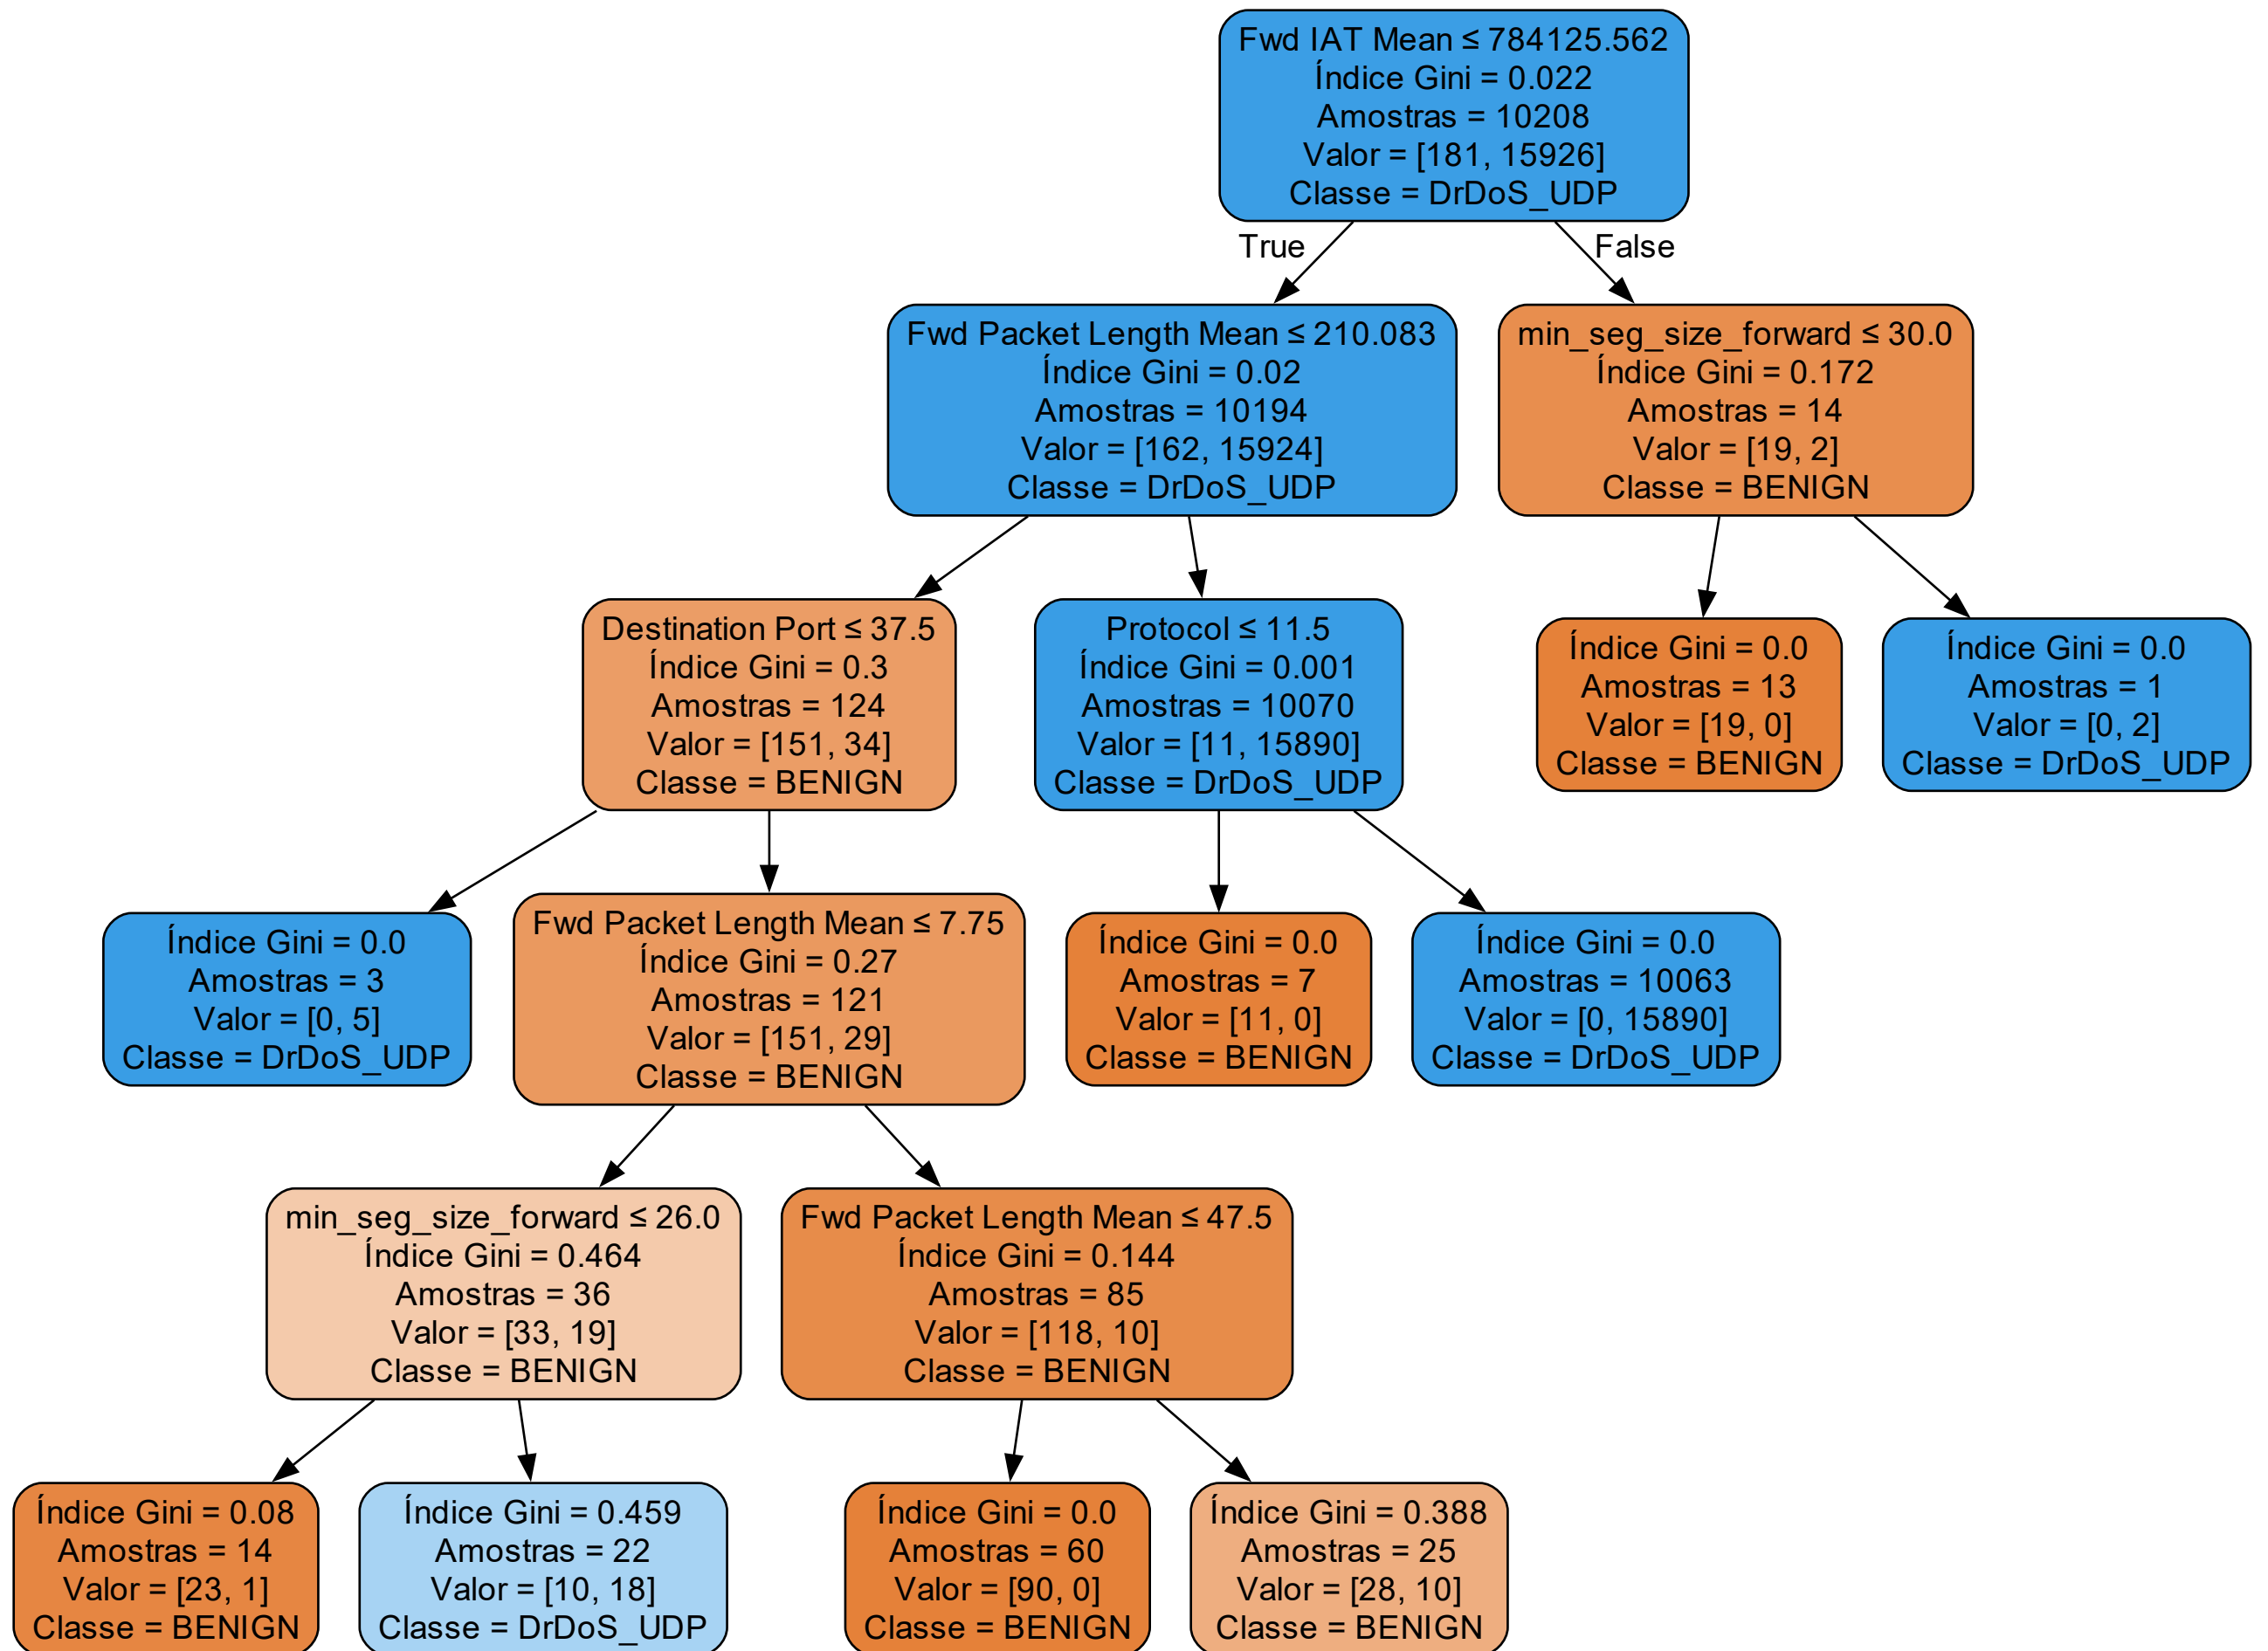 Fwd IAT Mean ≤ 784125.562
Índice Gini = 0.022
Amostras = 10208
Valor = [181, 15926]
Classe = DrDoS_UDP
True
False
Fwd Packet Length Mean ≤ 210.083
Índice Gini = 0.02
Amostras = 10194
Valor = [162, 15924]
Classe = DrDoS_UDP
min_seg_size_forward ≤ 30.0
Índice Gini = 0.172
Amostras = 14
Valor = [19, 2]
Classe = BENIGN
Destination Port ≤ 37.5
Índice Gini = 0.3
Amostras = 124
Valor = [151, 34]
Classe = BENIGN
Protocol ≤ 11.5
Índice Gini = 0.001
Amostras = 10070
Valor = [11, 15890]
Classe = DrDoS_UDP
Índice Gini = 0.0
Amostras = 13
Valor = [19, 0]
Classe = BENIGN
Índice Gini = 0.0
Amostras = 1
Valor = [0, 2]
Classe = DrDoS_UDP
Índice Gini = 0.0
Amostras = 3
Valor = [0, 5]
Classe = DrDoS_UDP
Fwd Packet Length Mean ≤ 7.75
Índice Gini = 0.27
Amostras = 121
Valor = [151, 29]
Classe = BENIGN
Índice Gini = 0.0
Amostras = 7
Valor = [11, 0]
Classe = BENIGN
Índice Gini = 0.0
Amostras = 10063
Valor = [0, 15890]
Classe = DrDoS_UDP
min_seg_size_forward ≤ 26.0
Índice Gini = 0.464
Amostras = 36
Valor = [33, 19]
Classe = BENIGN
Fwd Packet Length Mean ≤ 47.5
Índice Gini = 0.144
Amostras = 85
Valor = [118, 10]
Classe = BENIGN
Índice Gini = 0.08
Amostras = 14
Valor = [23, 1]
Classe = BENIGN
Índice Gini = 0.459
Amostras = 22
Valor = [10, 18]
Classe = DrDoS_UDP
Índice Gini = 0.0
Amostras = 60
Valor = [90, 0]
Classe = BENIGN
Índice Gini = 0.388
Amostras = 25
Valor = [28, 10]
Classe = BENIGN